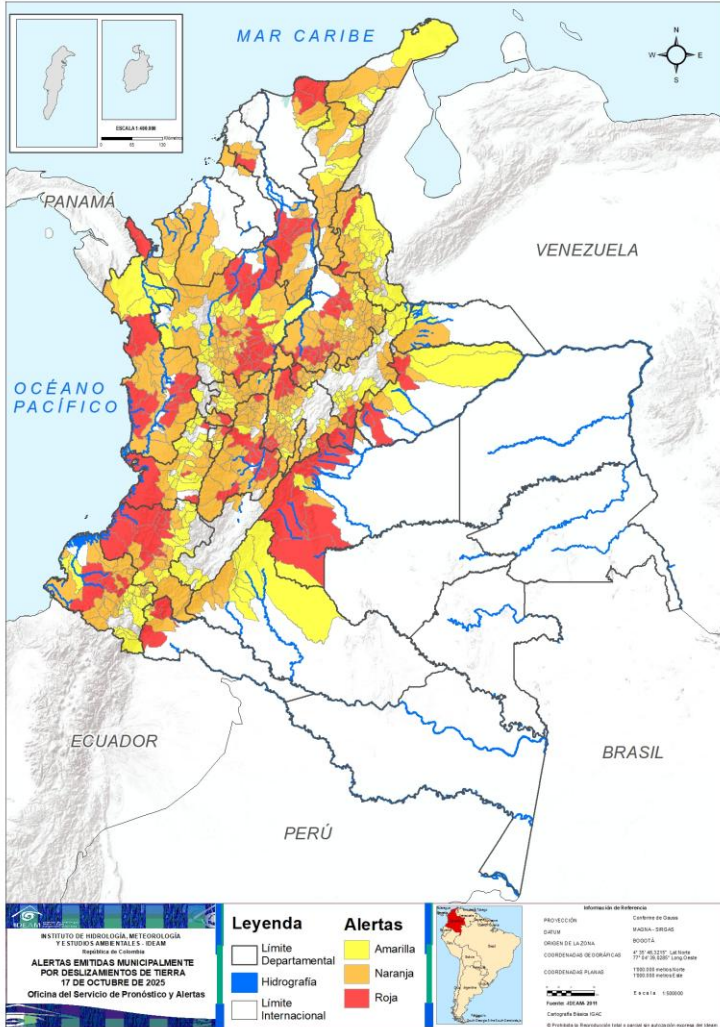 MAR CARIBE
N
W
E
S
ESCALA 1:400.000
PANAMÁ
VENEZUELA
OCÉANO
PACÍFICO
ECUADOR
BRASIL
PERÚ
IDEAM
INSTITUTO DE HIDROLOGÍA, METEOROLOGÍA
Y ESTUDIOS AMBIENTALES - IDEAM
República de Colombia
ALERTAS EMITIDAS MUNICIPALMENTE
POR DESLIZAMIENTOS DE TIERRA
17 DE OCTUBRE DE 2025
Oficina del Servicio de Pronóstico y Alertas
Leyenda
Límite
Departamental
Hidrografía
Límite
Internacional
Alertas
Amarilla
Naranja
Roja
Información de Referencia
PROYECCIÓN
Conforme de Gauss
DATUM
MAGNA - SIRGAS
ORIGEN DE LA ZONA
BOGOTÁ
COORDENADAS GEOGRÁFICAS
COORDENADAS PLANAS
Escala
Fuente: IDEAM, 2019
Cartografía Básica IGAC